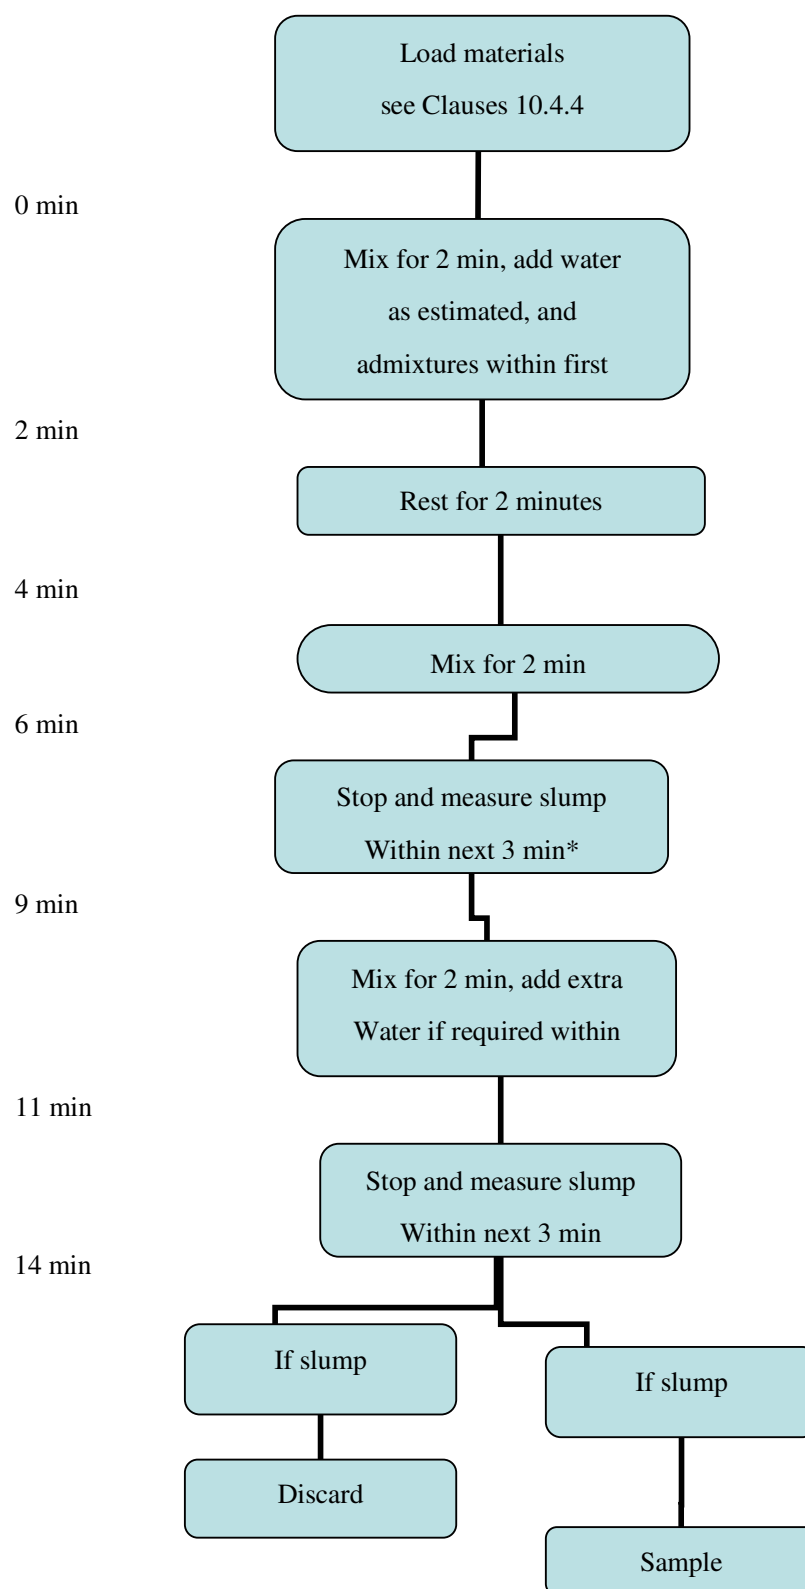 Load materials
see Clauses 10.4.4
0 min
Mix for 2 min, add water
as estimated, and
admixtures within first
2 min
Rest for 2 minutes
4 min
Mix for 2 min
6 min
Stop and measure slump
Within next 3 min*
9 min
Mix for 2 min, add extra
Water if required within
11 min
Stop and measure slump
Within next 3 min
14 min
If slump
If slump
Discard
Sample